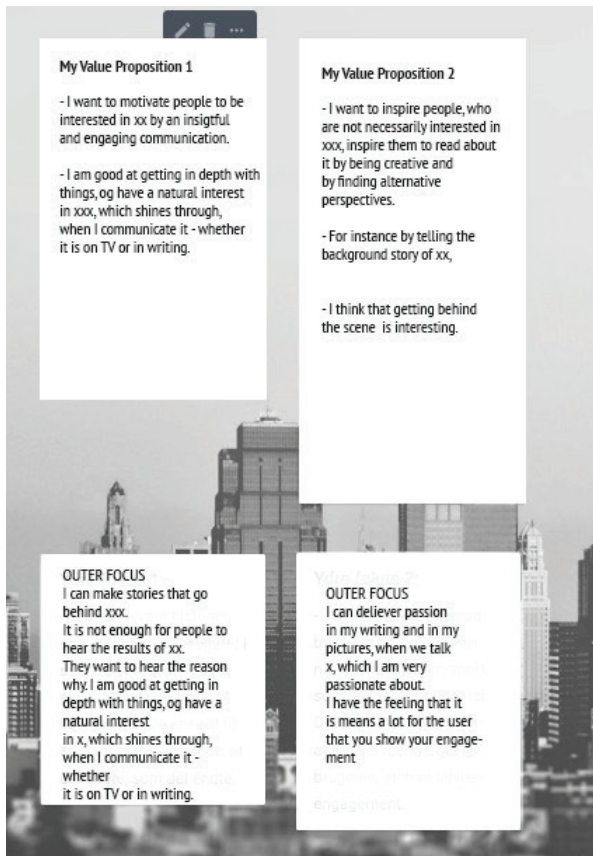 My Value Proposition 1
- I want to motivate people to be
interested in xx by an insigtful
and engaging communication.
- I am good at getting in depth with
things, og have a natural interest
in xxx, which shines through,
when I communicate it - whether
it is on TV or in writing.
My Value Proposition 2
- I want to inspire people, who
are not necessarily interested in
xxx, inspire them to read about
it by being creative and
by finding alternative
perspectives.
- For instance by telling the
background story of xx,
- I think that getting behind
the scene is interesting.
OUTER FOCUS
I can make stories that go
behind xxx.
It is not enough for people to
hear the results of xx.
They want to hear the reason
why. I am good at getting in
depth with things, og have a
natural interest
in x, which shines through,
when I communicate it -
whether
it is on TV or in writing.
OUTER FOCUS
I can deliever passion
in my writing and in my
pictures, when we talk
x, which I am very
passionate about.
I have the feeling that it
is means a lot for the user
that you show your engage-
ment
engagement.